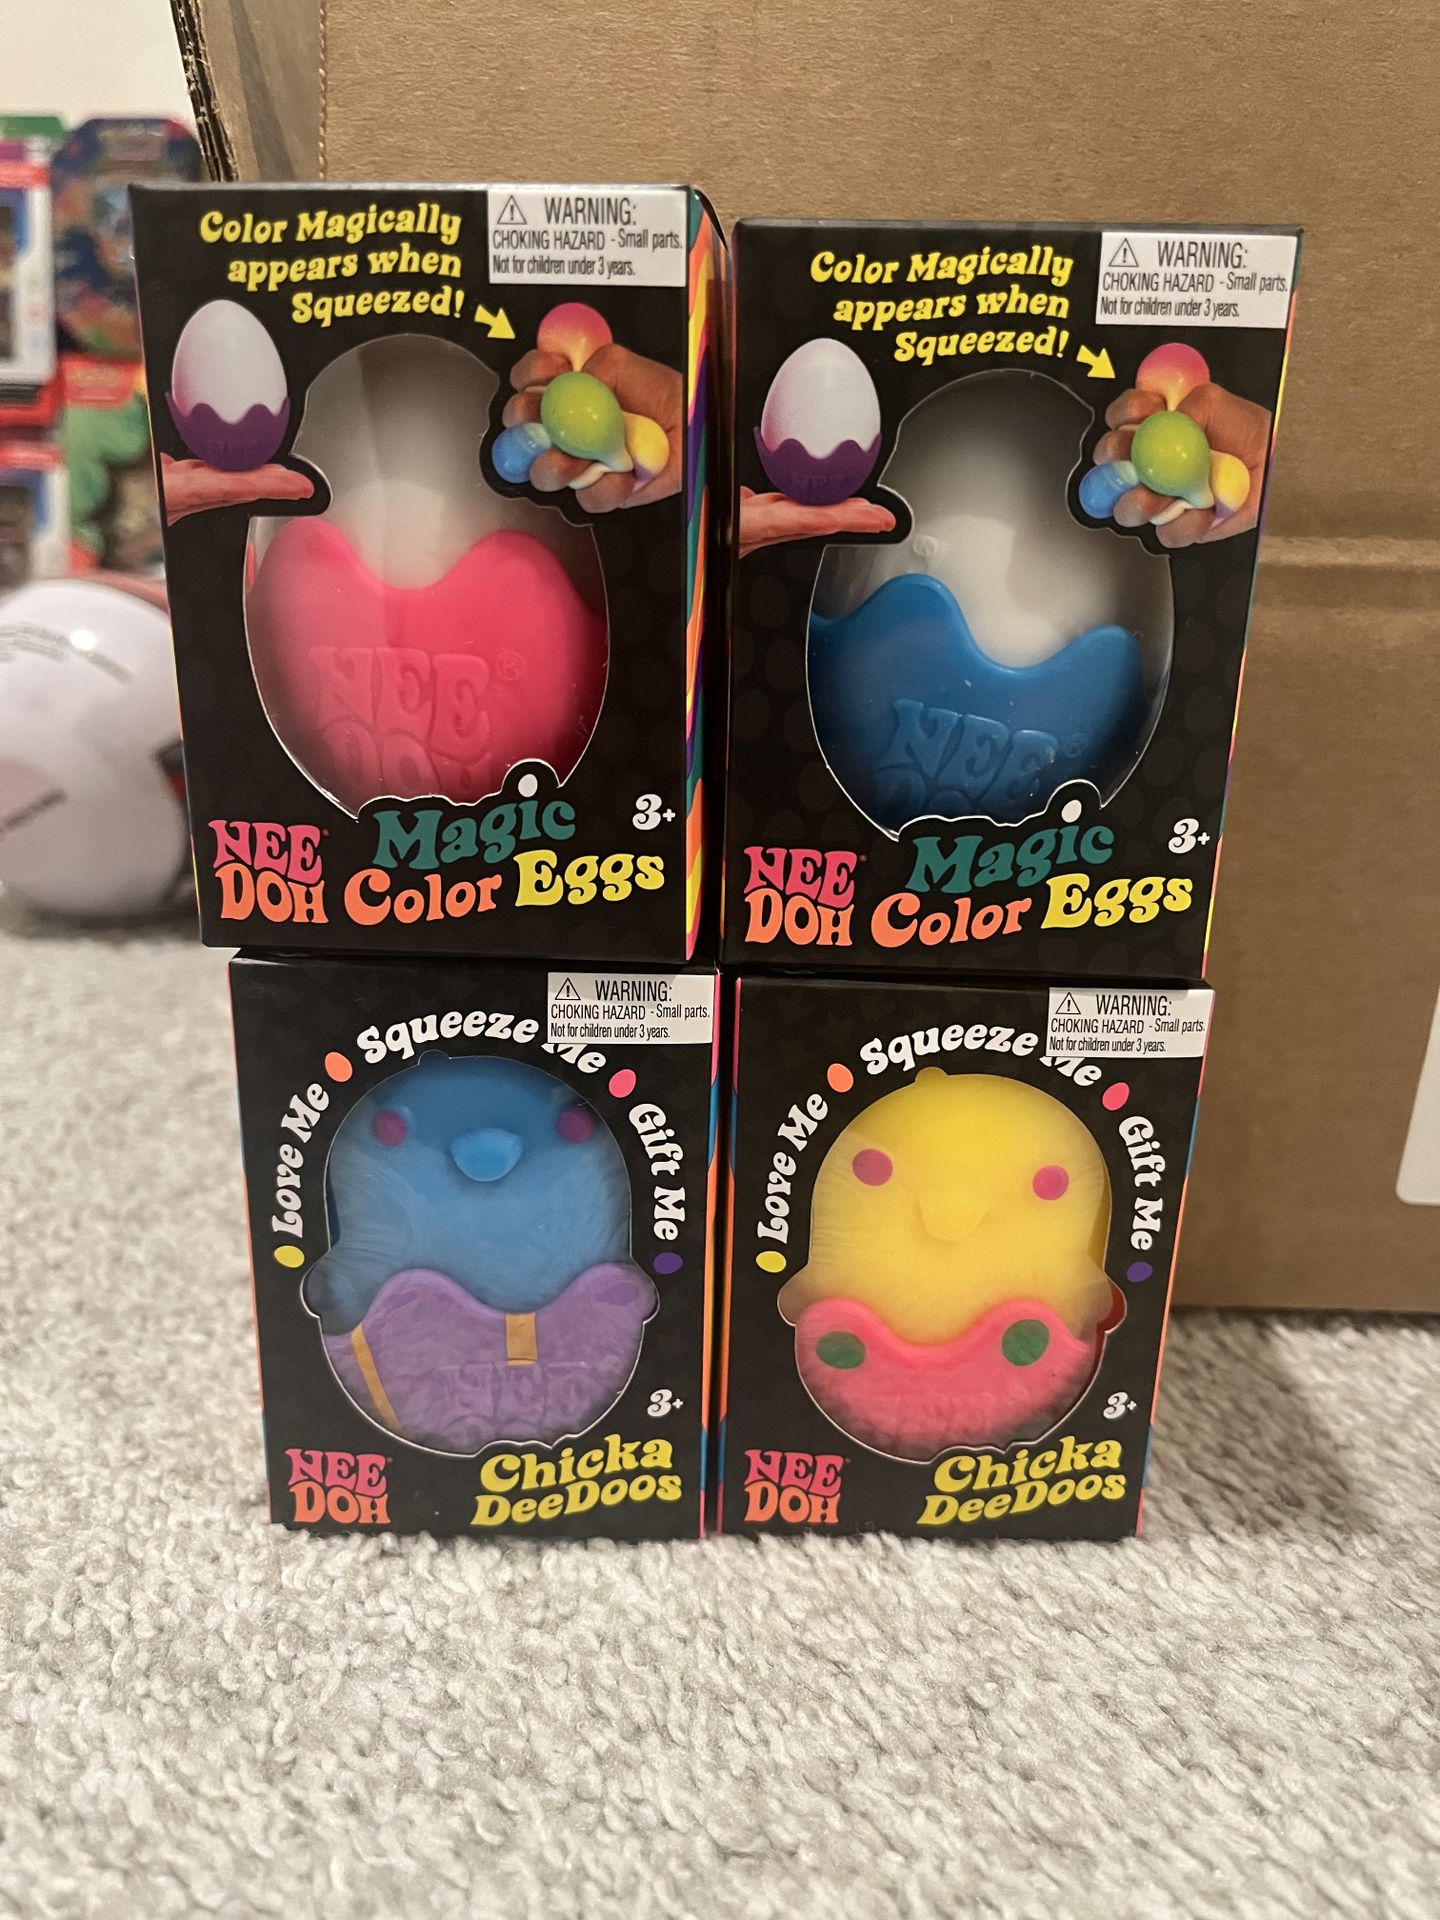 Color Magically
appears when
Squeezed!
WARNING:
CHOKING HAZARD - Small parts.
Not for children under 3 years.
NEE®
DOH
NEE
DOH
Magic
Color Eggs
3+
Color Magically
appears when
Squeezed!
WARNING:
CHOKING HAZARD - Small parts.
Not for children under 3 years.
NEE®
NEE
DOH
Magic
Color Eggs
3+
Love Me Squeeze Me Gift Me
WARNING:
CHOKING HAZARD - Small parts.
Not for children under 3 years.
NEE
3+
NEE
DOH
Chicka
DeeDoos
Love Me Squeeze Me Gift Me
WARNING:
CHOKING HAZARD - Small parts.
Not for children under 3 years.
3+
NEE
DOH
Chicka
DeeDoos